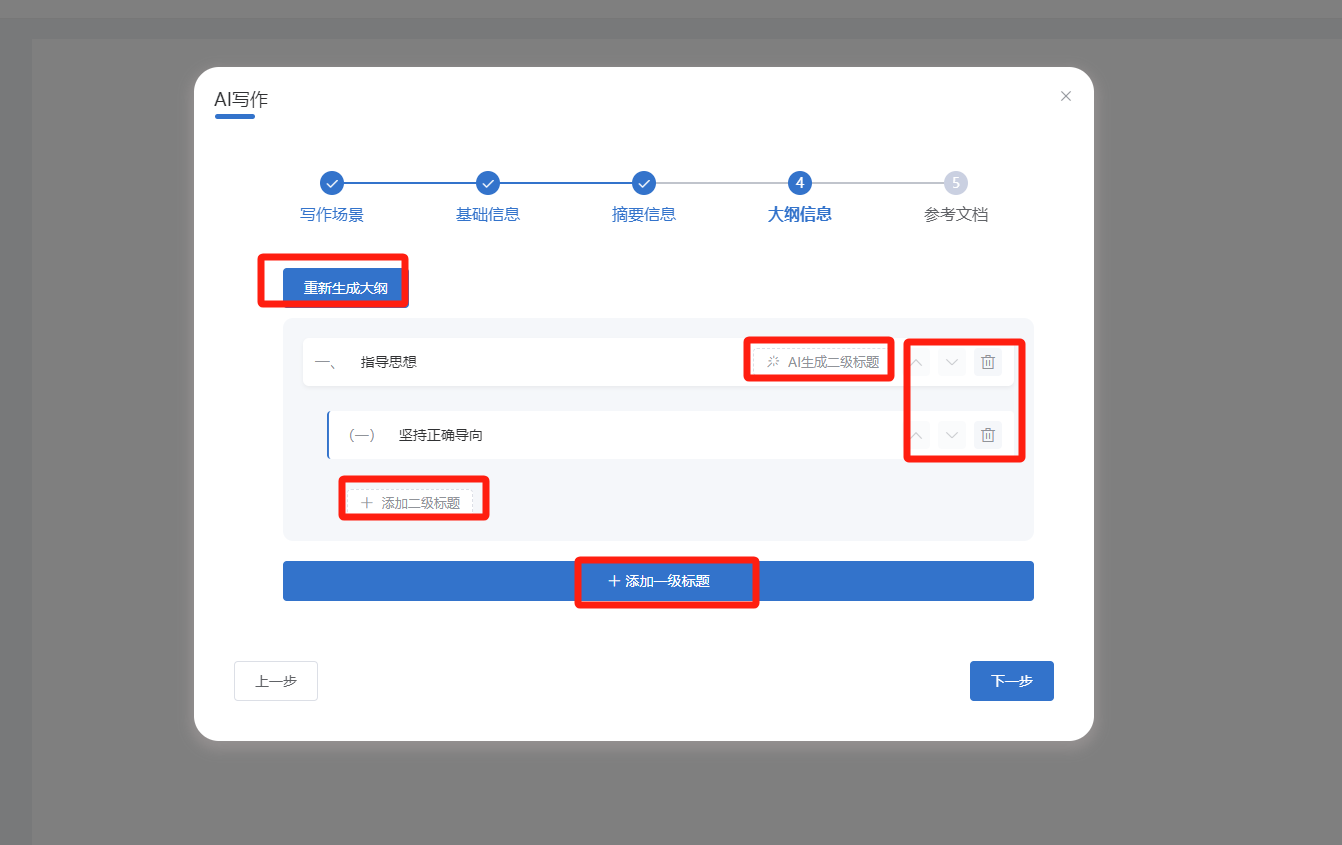 AI写作
4
5
写作场景
基础信息
摘要信息
大纲信息
参考文档
重新生成大纲
一、 指导思想
AI生成二级标题
(一) 坚持正确导向
添加二级标题
添加一级标题
上一步
下一步